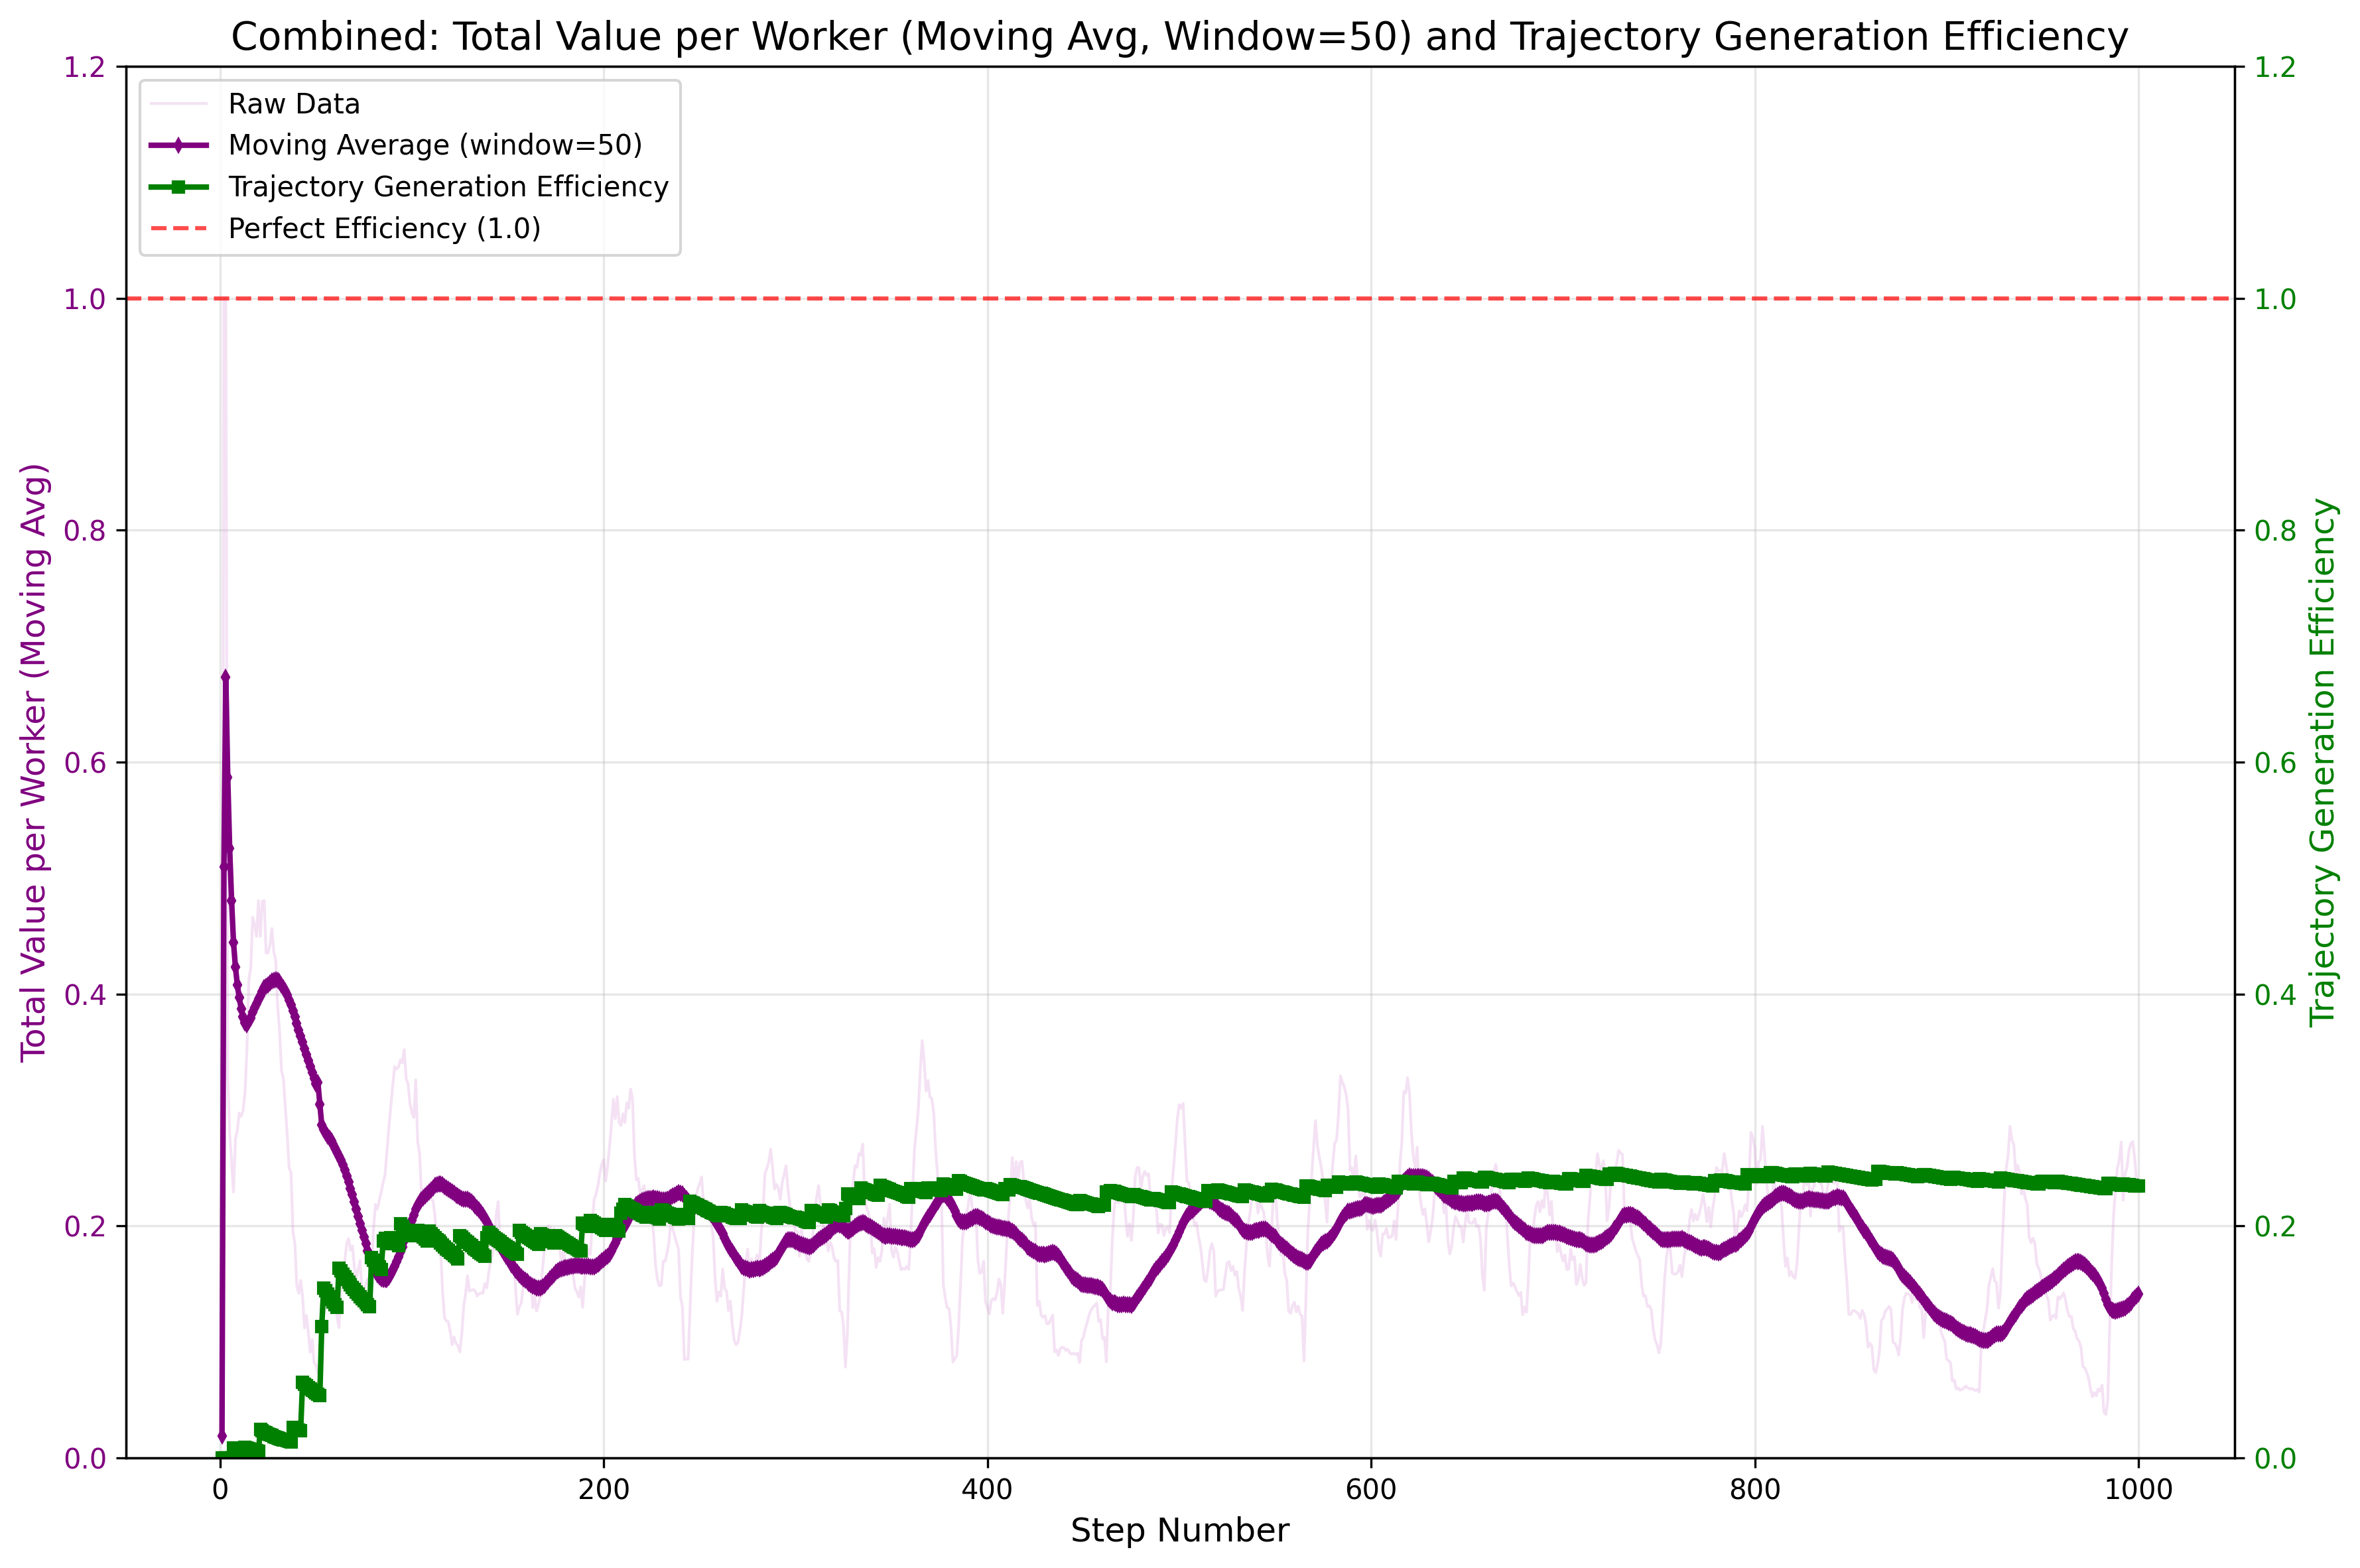 Combined: Total Value per Worker (Moving Avg, Window=50) and Trajectory Generation Efficiency
Raw Data
Moving Average (window=50)
Trajectory Generation Efficiency
Perfect Efficiency (1.0)
Total Value per Worker (Moving Avg)
1.2
1.0
0.8
0.6
0.4
0.2
0.0
1.2
1.0
0.8
0.6
0.4
0.2
0.0
Trajectory Generation Efficiency
0 200 400 600 800 1000
Step Number